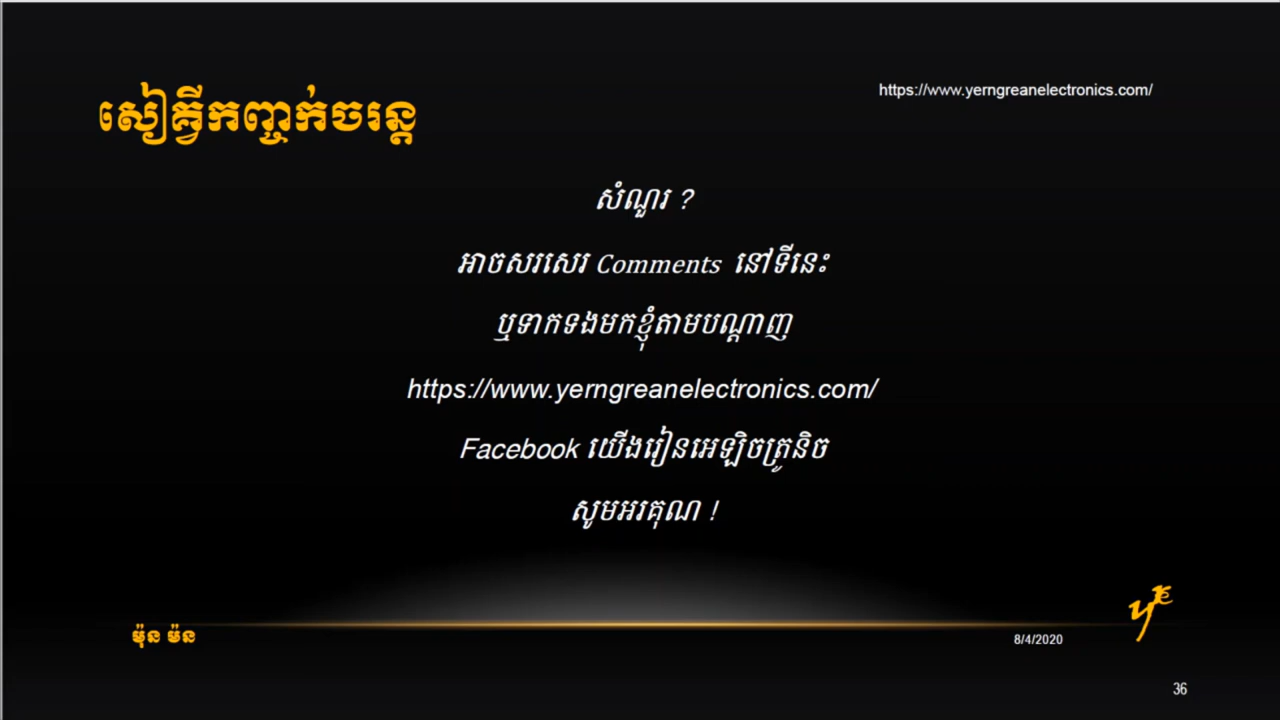 សៀគ្វីកញ្ចក់ចរន្ត
https://www.yerngreanelectronics.com/
សំណួរ ?
អាចសរសេរ Comments នៅទីនេះ
ឬទាកទងមកខ្ញុំតាមបណ្តាញ
https://www.yerngreanelectronics.com/
Facebook យើងរៀនអេឡិចត្រូនិច
សូមអរគុណ !
ម៉ុន ម៉ន
8/4/2020
36